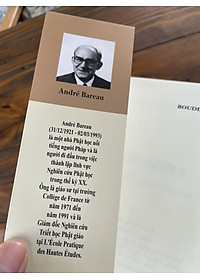 André Bareau
André Bareau
(31/12/1921 - 02/03/1993)
là một nhà Phật học nổi
tiếng người Pháp và là
người đi đầu trong việc
thành lập lĩnh vực
Nghiên cứu Phật học
trong thế kỷ XX.
Ông là giáo sư tại trường
Collège de France từ
năm 1971 đến
năm 1991 và là
Giám đốc Nghiên cứu
Triết học Phật giáo
tại L'École Pratique
des Hautes Études.
BOUDD